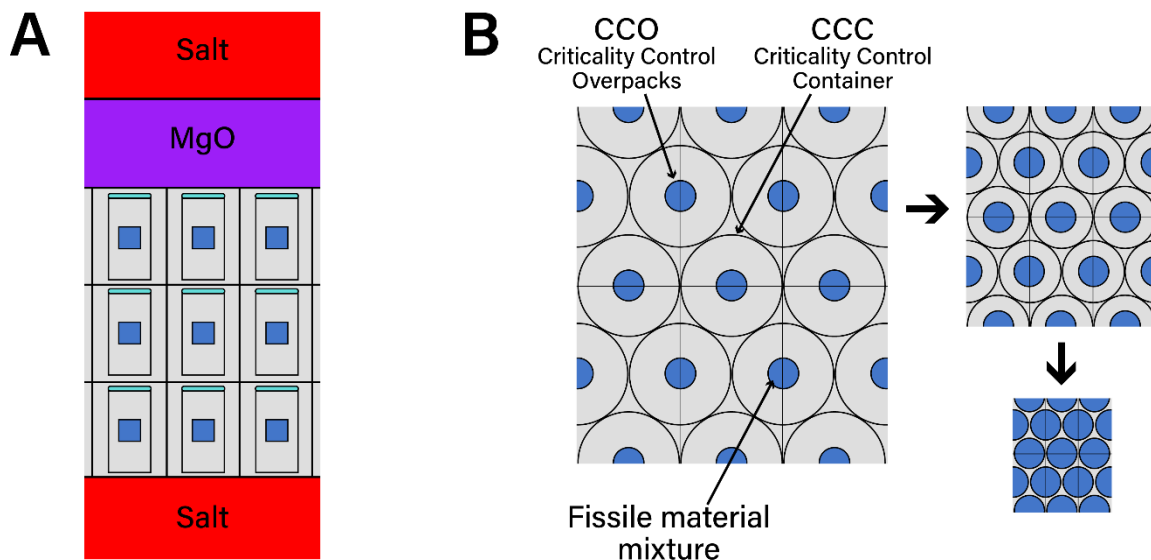 A
Salt
MgO
Salt
B
CCO
Criticality Control
Overpacks
CCC
Criticality Control
Container
Fissile material
mixture